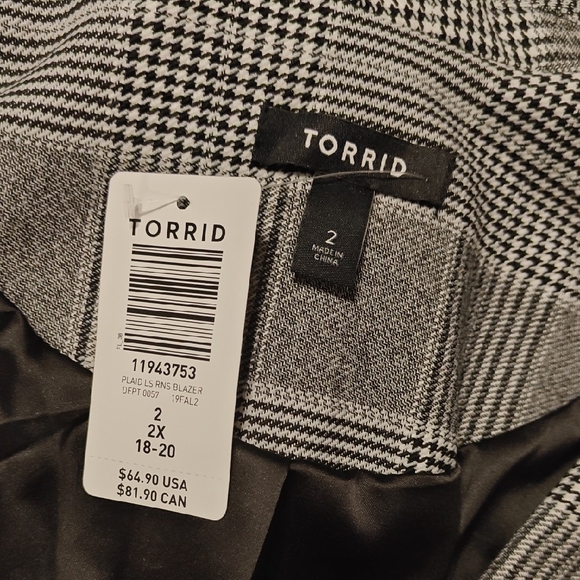 TORRID
2
MADE IN
CHINA
TORRID
11943753
PLAID LS RNS BLAZER
DEPT 0057 19FAL2
2
2X
18-20
$64.90 USA
$81.90 CAN